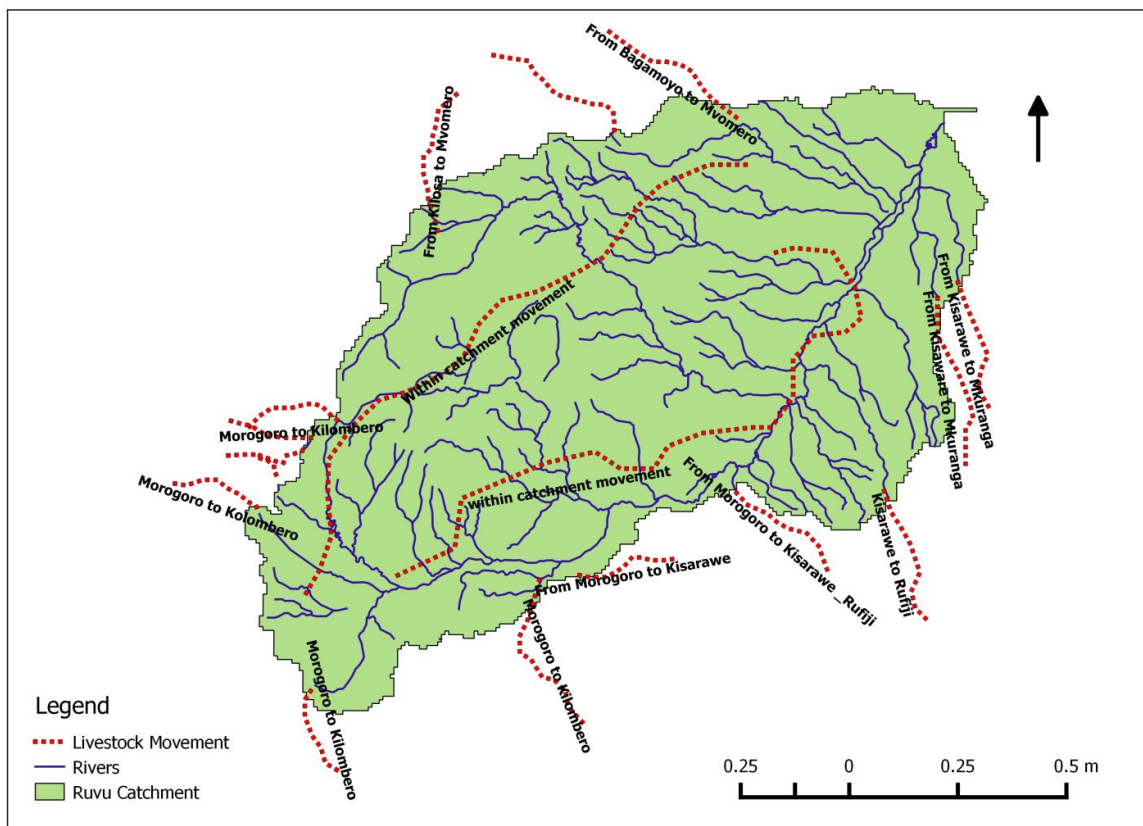 From Bagamoyo to Mvomero
From Kilosa to Mvomero
Within catchment movement
From Kisarawe to Mkuranga
From Kisaware to Mkuranga
Morogoro to Kilombero
Morogoro to Kolombero
within catchment movement
From Morogoro to Kisarawe _Rufiji
Kisarawe to Rufiji
From Morogoro to Kisarawe
Morogoro to Kilombero
Morogoro to Kilombero
Legend
Livestock Movement
Rivers
Ruvu Catchment
0.25 0 0.25 0.5 m